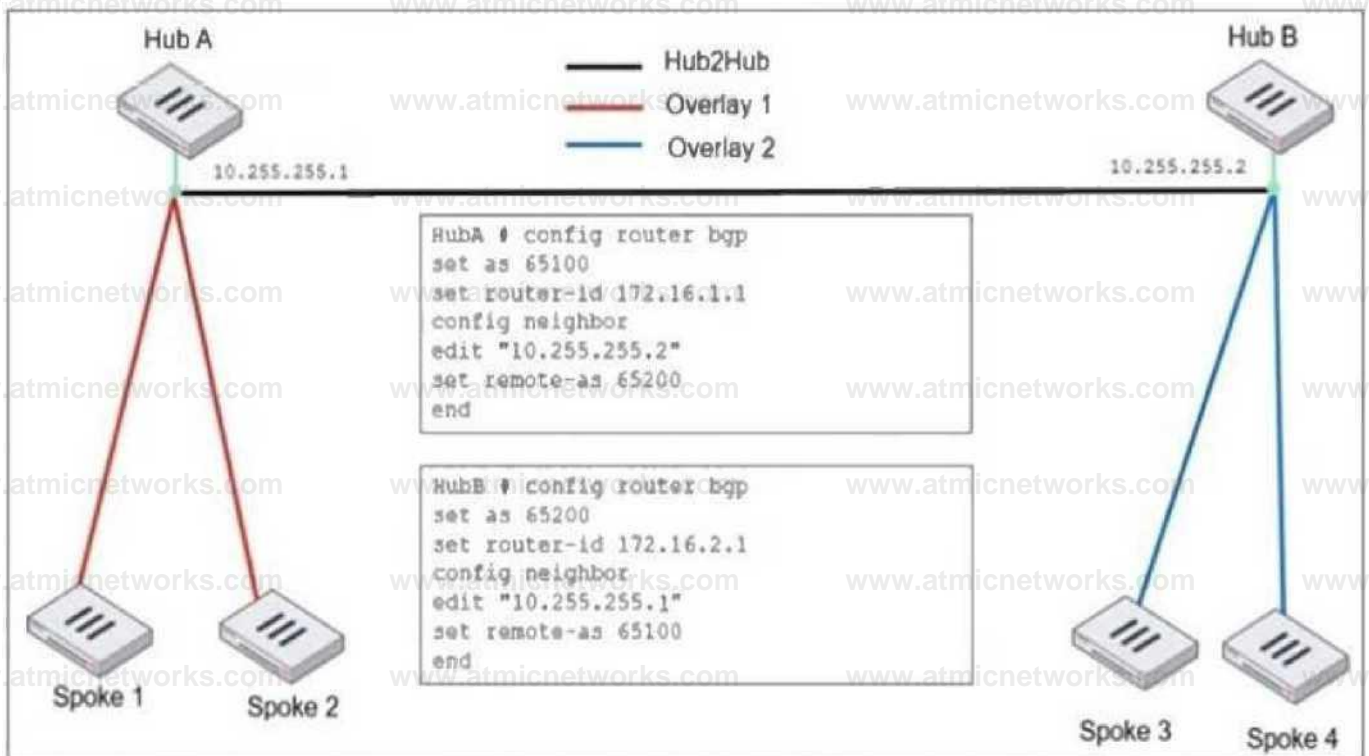 www.atmicnetworks.com
Hub A
Hub B
Hub2Hub
Overlay 1
Overlay 2
10.255.255.1
10.255.255.2
HubA # config router bgp
set as 65100
set router-id 172.16.1.1
config neighbor
edit "10.255.255.2"
set remote-as 65200
end
HubB # config router bgp
set as 65200
set router-id 172.16.2.1
config neighbor
edit "10.255.255.1"
set remote-as 65100
end
Spoke 1
Spoke 2
Spoke 3
Spoke 4